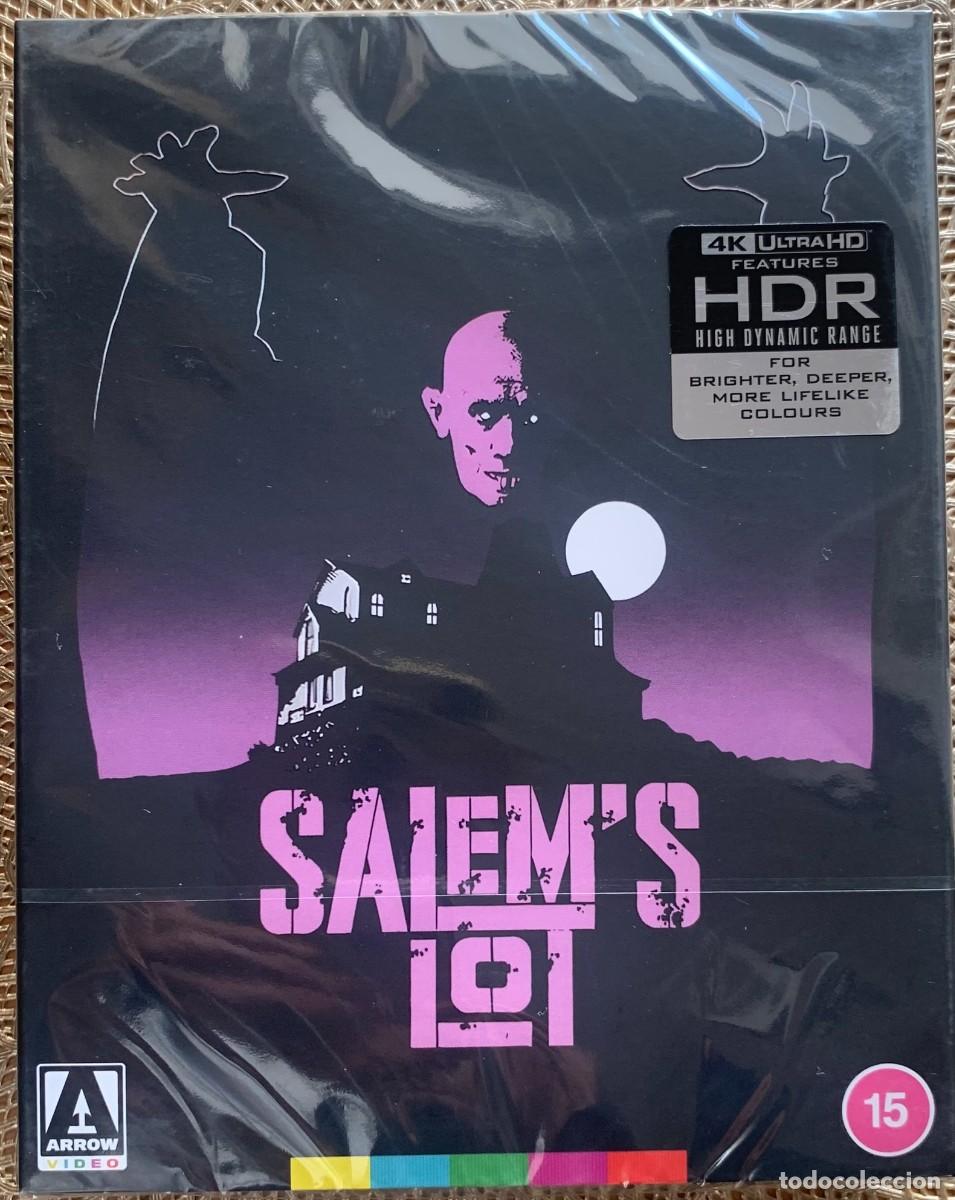 4K ULTRA HD
FEATURES
HDR
HIGH DYNAMIC RANGE
FOR
BRIGHTER, DEEPER,
MORE LIFELIKE
COLOURS
SALEM'S
LOT
ARROW
VIDEO
15
todocoleccion